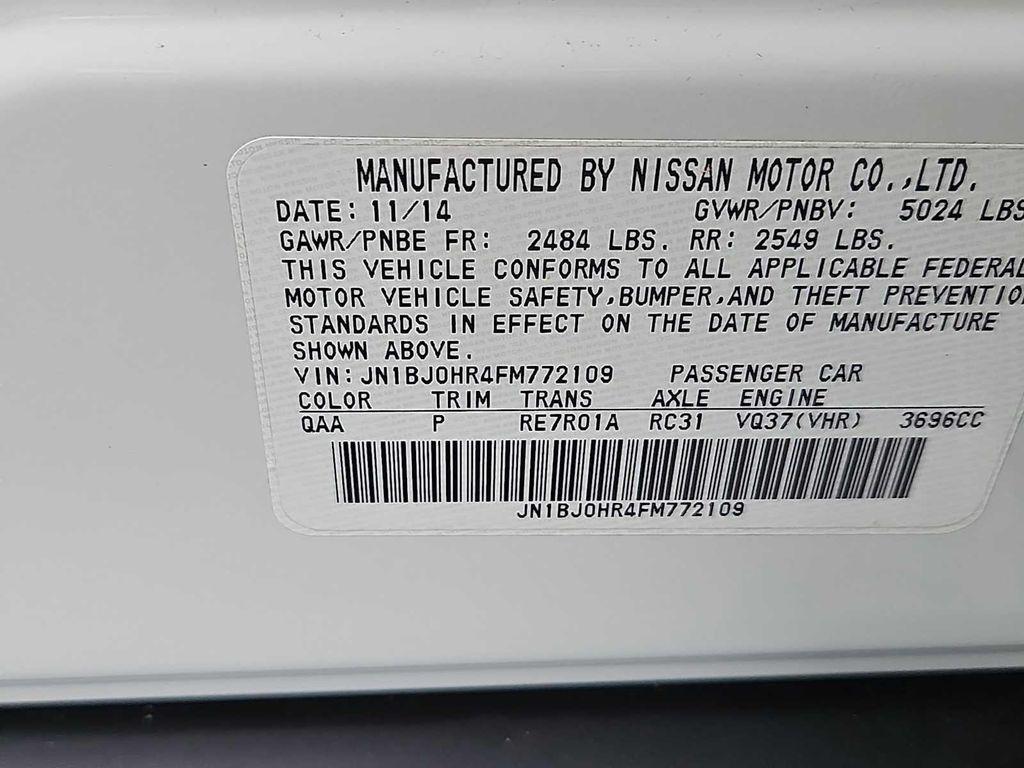 MANUFACTURED BY NISSAN MOTOR CO.,LTD.
DATE: 11/14 GVWR/PNBV: 5024 LBS
GAWR/PNBE FR: 2484 LBS. RR: 2549 LBS.
THIS VEHICLE CONFORMS TO ALL APPLICABLE FEDERAL
MOTOR VEHICLE SAFETY,BUMPER,AND THEFT PREVENTIO
STANDARDS IN EFFECT ON THE DATE OF MANUFACTURE
SHOWN ABOVE.
VIN: JN1BJ0HR4FM772109 PASSENGER CAR
COLOR TRIM TRANS AXLE ENGINE
QAA P RE7R01A RC31 VQ37(VHR) 3696CC
JN1BJ0HR4FM772109